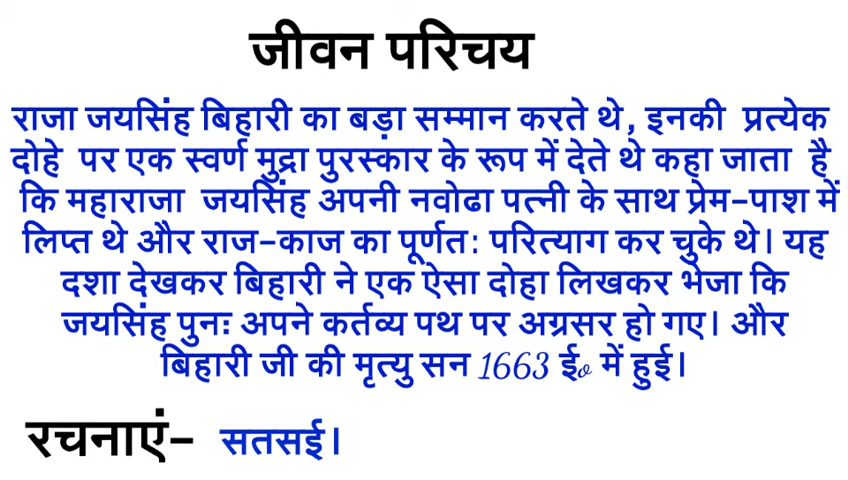 जीवन परिचय
राजा जयसिंह बिहारी का बड़ा सम्मान करते थे, इनकी प्रत्येक
दोहे पर एक स्वर्ण मुद्रा पुरस्कार के रूप में देते थे कहा जाता है
कि महाराजा जयसिंह अपनी नवोढा पत्नी के साथ प्रेम-पाश में
लिप्त थे और राज-काज का पूर्णतः परित्याग कर चुके थे। यह
दशा देखकर बिहारी ने एक ऐसा दोहा लिखकर भेजा कि
जयसिंह पुनः अपने कर्तव्य पथ पर अग्रसर हो गए। और
बिहारी जी की मृत्यु सन 1663 ई० में हुई।
रचनाएं- सतसई।